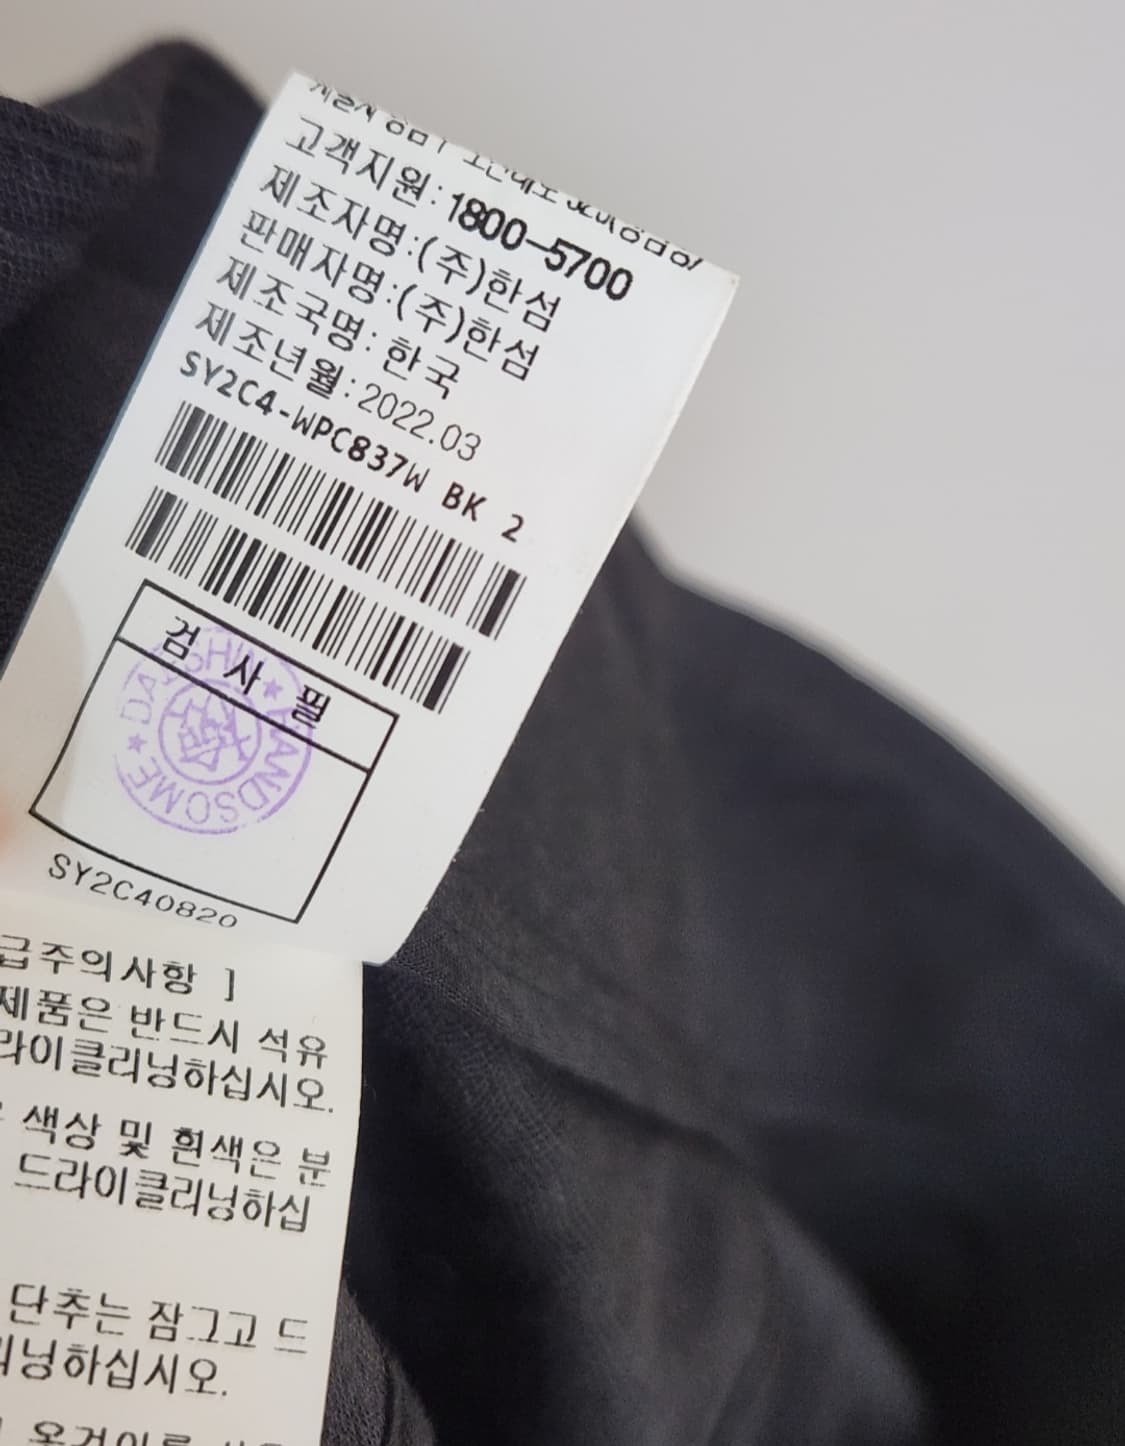 고객지원:1800-5700
제조자명:(주)한섬
판매자명:(주)한섬
제조국명: 한국
제조년월:2022.03
SY2C4-WPC837W BK 2
검 사 필
DAESHIN ★ HANDSOME ★
SY2C40820
급주의사항 ]
제품은 반드시 석유
라이클리닝하십시오.
색상 및 흰색은 분
드라이클리닝하십
단추는 잠그고 드
리닝하십시오.